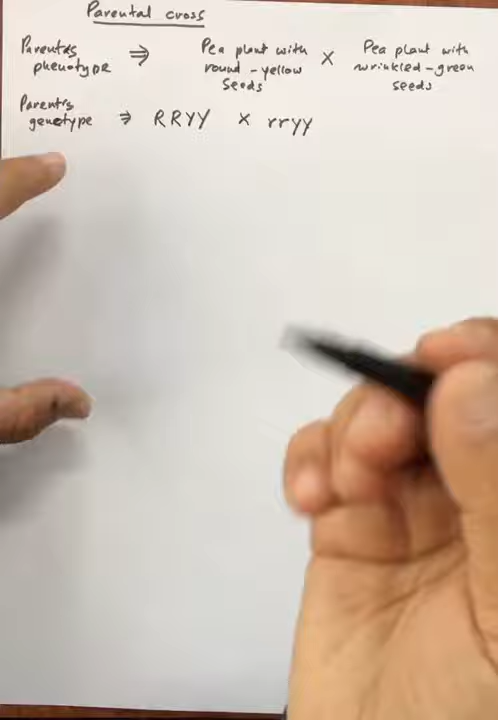 Parental cross
Parental's phenotype ⇒ Pea plant with round-yellow seeds × Pea plant with wrinkled-green seeds
Parent's genotype ⇒ RRYY × rryy